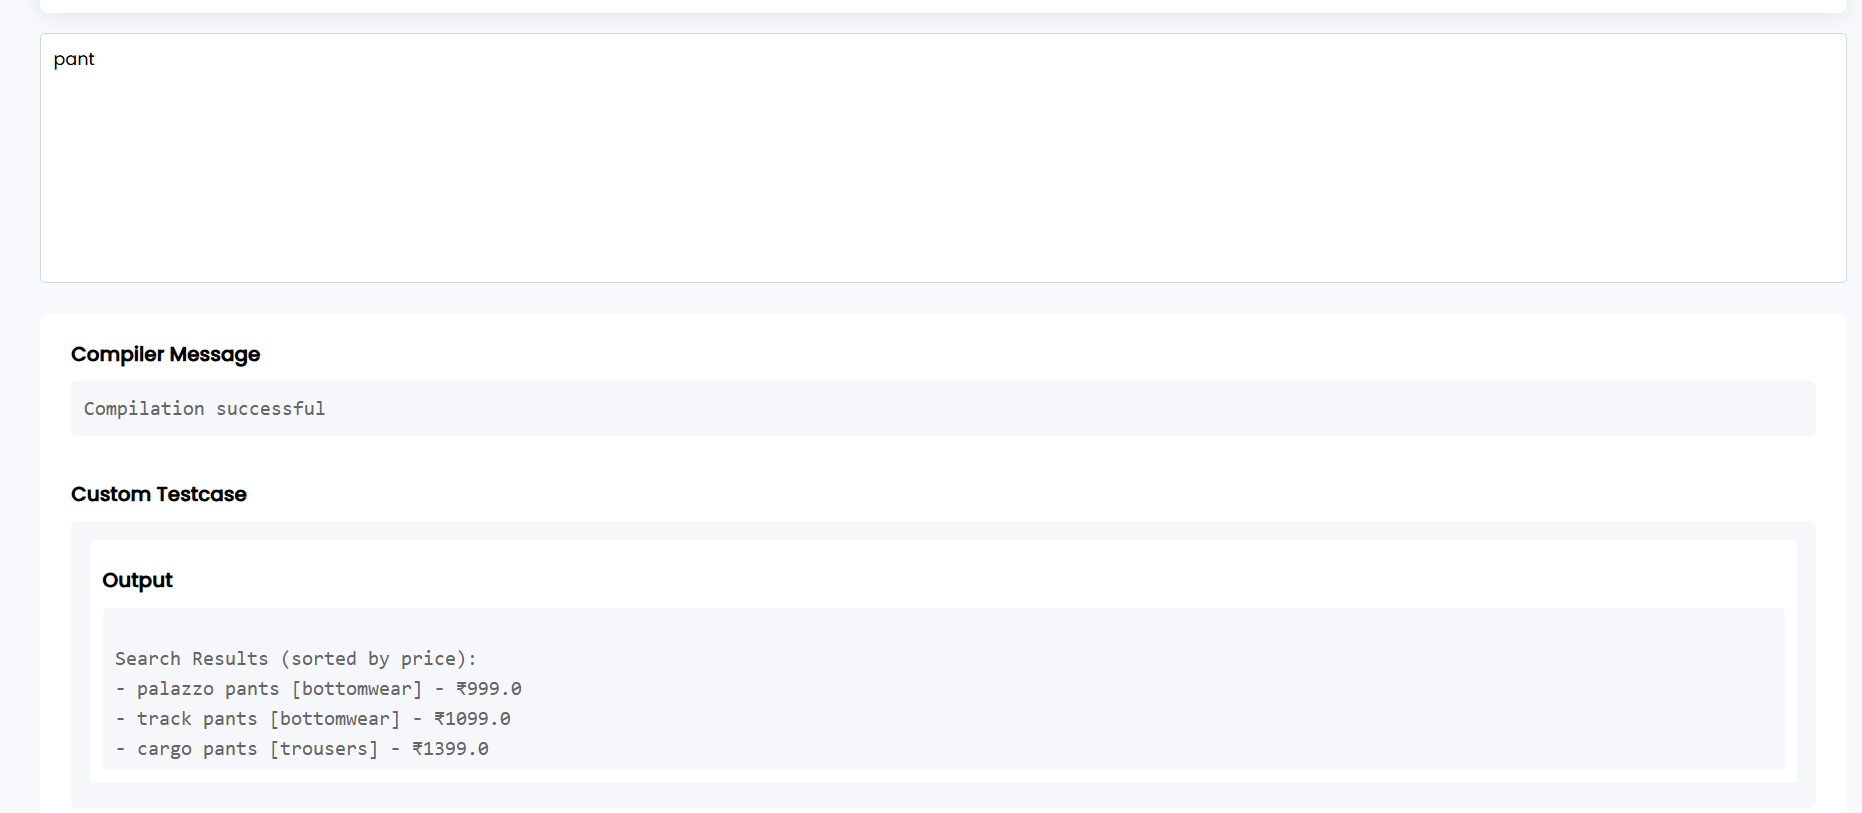 pant
Compiler Message
Compilation successful
Custom Testcase
Output
Search Results (sorted by price):
- palazzo pants [bottomwear] - ₹999.0
- track pants [bottomwear] - ₹1099.0
- cargo pants [trousers] - ₹1399.0